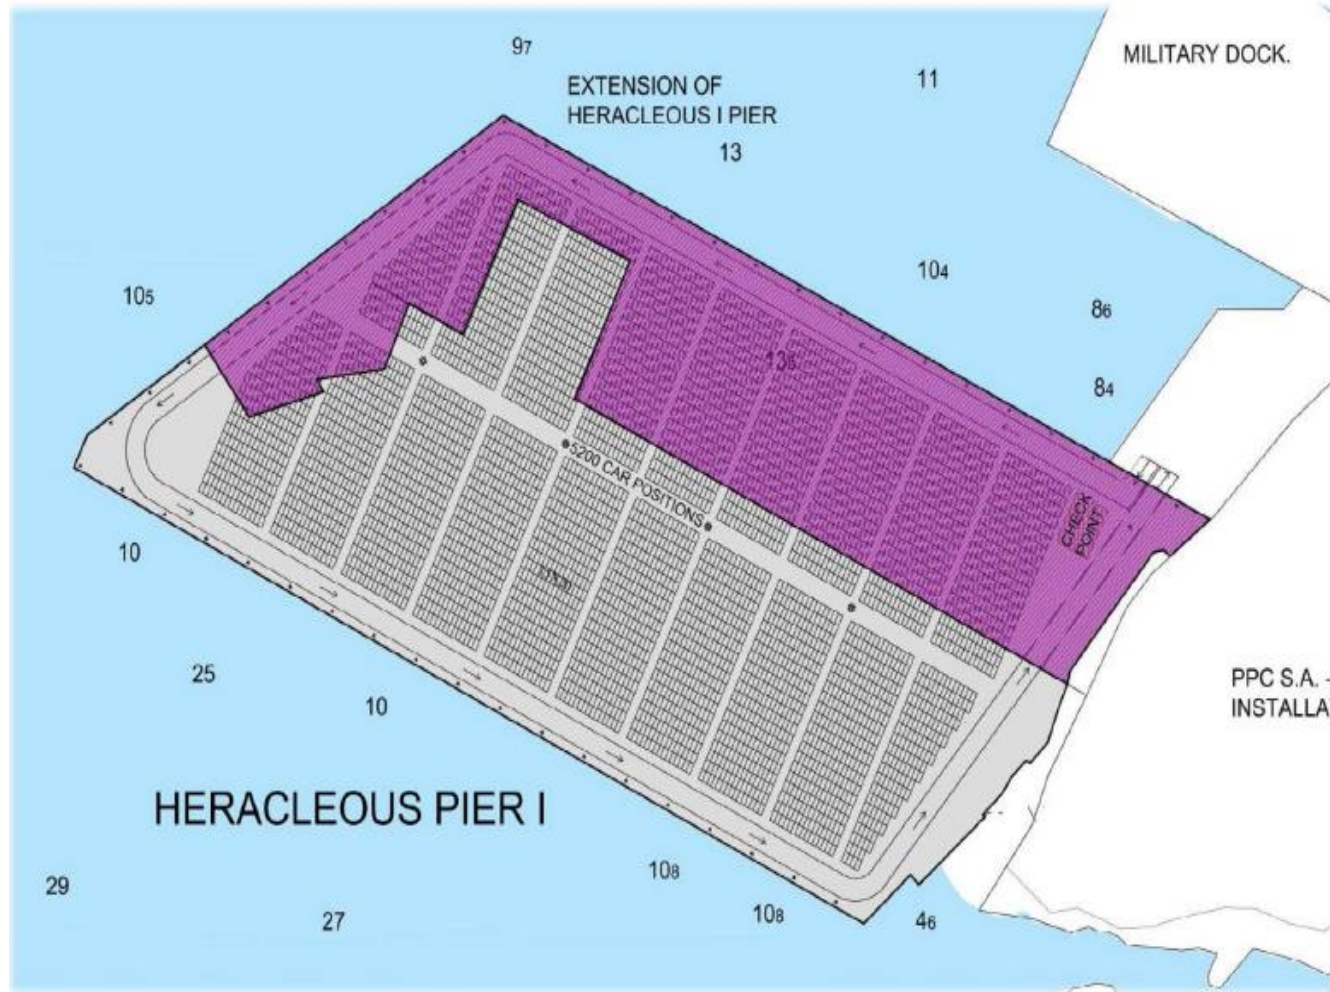 97
11
MILITARY DOCK.
EXTENSION OF
HERACLEOUS I PIER
13
104
105
86
135
84
5200 CAR POSITIONS
CHECK
POINT
10
25
10
PPC S.A. -
INSTALLA
HERACLEOUS PIER I
108
29
27
108
46